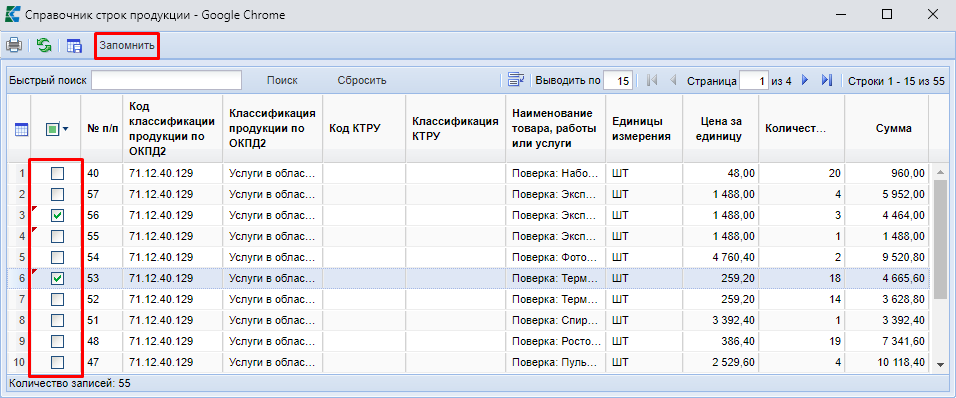 Справочник строк продукции - Google Chrome
Запомнить
Быстрый поиск Поиск Сбросить Выводить по 15 Страница 1 из 4 Строки 1 - 15 из 55
№ п/п Код классификации продукции по ОКПД2 Классификация продукции по ОКПД2 Код КТРУ Классификация КТРУ Наименование товара, работы или услуги Единицы измерения Цена за единицу Количест... Сумма
1 40 71.12.40.129 Услуги в облас... Поверка: Набо... ШТ 48,00 20 960,00
2 57 71.12.40.129 Услуги в облас... Поверка: Эксп... ШТ 1 488,00 4 5 952,00
3 56 71.12.40.129 Услуги в облас... Поверка: Эксп... ШТ 1 488,00 3 4 464,00
4 55 71.12.40.129 Услуги в облас... Поверка: Эксп... ШТ 1 488,00 1 1 488,00
5 54 71.12.40.129 Услуги в облас... Поверка: Фото... ШТ 4 760,40 2 9 520,80
6 53 71.12.40.129 Услуги в облас... Поверка: Терм... ШТ 259,20 18 4 665,60
7 52 71.12.40.129 Услуги в облас... Поверка: Терм... ШТ 259,20 14 3 628,80
8 51 71.12.40.129 Услуги в облас... Поверка: Спир... ШТ 3 392,40 1 3 392,40
9 48 71.12.40.129 Услуги в облас... Поверка: Росто... ШТ 386,40 19 7 341,60
10 47 71.12.40.129 Услуги в облас... Поверка: Пуль... ШТ 2 529,60 4 10 118,40
Количество записей: 55